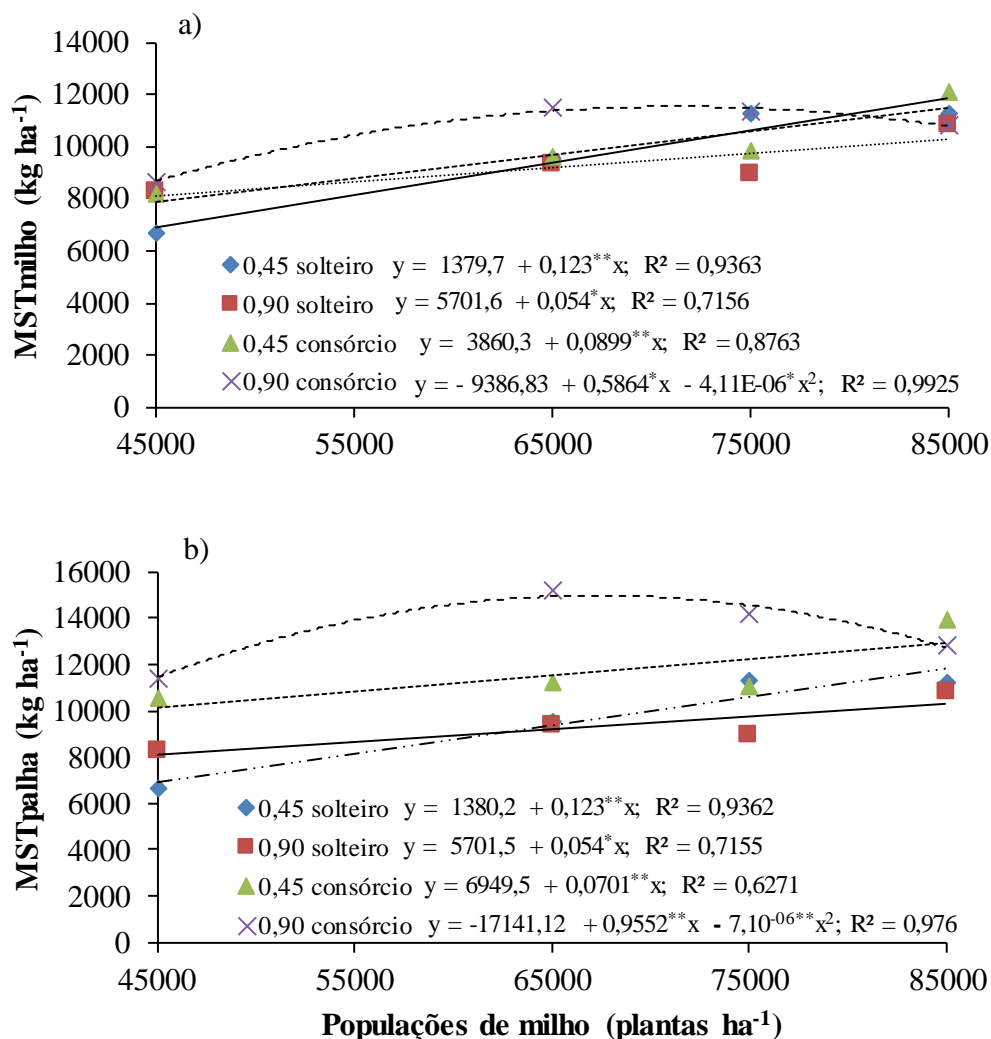 a)
14000
12000
10000
8000
6000
4000
2000
0
MSTmilho (kg ha⁻¹)
0,45 solteiro y = 1379,7 + 0,123**x; R² = 0,9363
0,90 solteiro y = 5701,6 + 0,054*x; R² = 0,7156
0,45 consórcio y = 3860,3 + 0,0899**x; R² = 0,8763
0,90 consórcio y = - 9386,83 + 0,5864*x - 4,11E-06*x²; R² = 0,9925
45000 55000 65000 75000 85000
b)
16000
14000
12000
10000
8000
6000
4000
2000
0
MSTpalha (kg ha⁻¹)
0,45 solteiro y = 1380,2 + 0,123**x; R² = 0,9362
0,90 solteiro y = 5701,5 + 0,054*x; R² = 0,7155
0,45 consórcio y = 6949,5 + 0,0701**x; R² = 0,6271
0,90 consórcio y = -17141,12 + 0,9552**x - 7,10⁻⁰⁶**x²; R² = 0,976
45000 55000 65000 75000 85000
Populações de milho (plantas ha⁻¹)